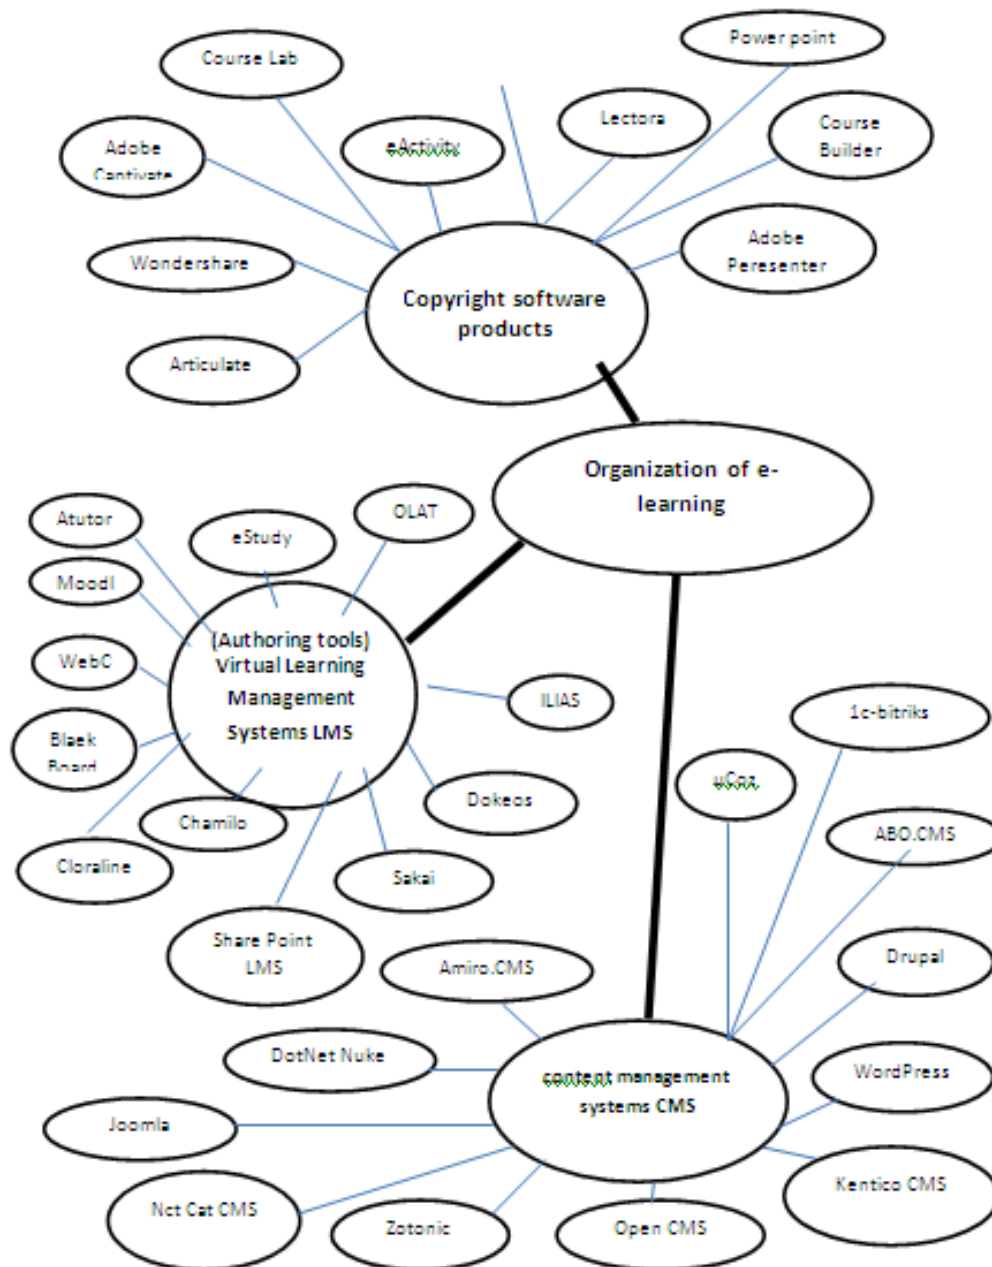 Power point
Course Lab
Lectora
Course
Builder
eActivity
Adobe
Cantivate
Adobe
Peresenter
Wondershare
Copyright software
products
Articulate
Organization of e-
learning
OLAT
Atutor
eStudy
Moodl
(Authoring tools)
Virtual Learning
Management
Systems LMS
WebC
ILIAS
1c-bitriks
Blaek
Board
uCoz
Dokeos
Chamilo
ABO.CMS
Cloraline
Sakai
Share Point
LMS
Drupal
Amiro.CMS
DotNet Nuke
content management
systems CMS
WordPress
Joomla
Kentico CMS
Nct Cat CMS
Zotonic
Open CMS